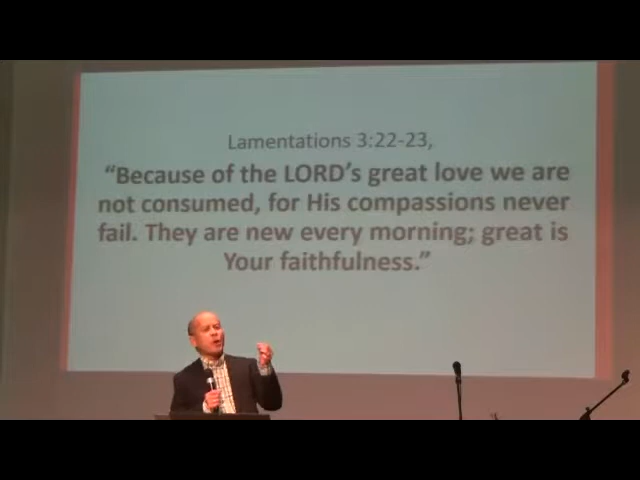 Lamentations 3:22-23,
“Because of the LORD’s great love we are
not consumed, for His compassions never
fail. They are new every morning; great is
Your faithfulness.”